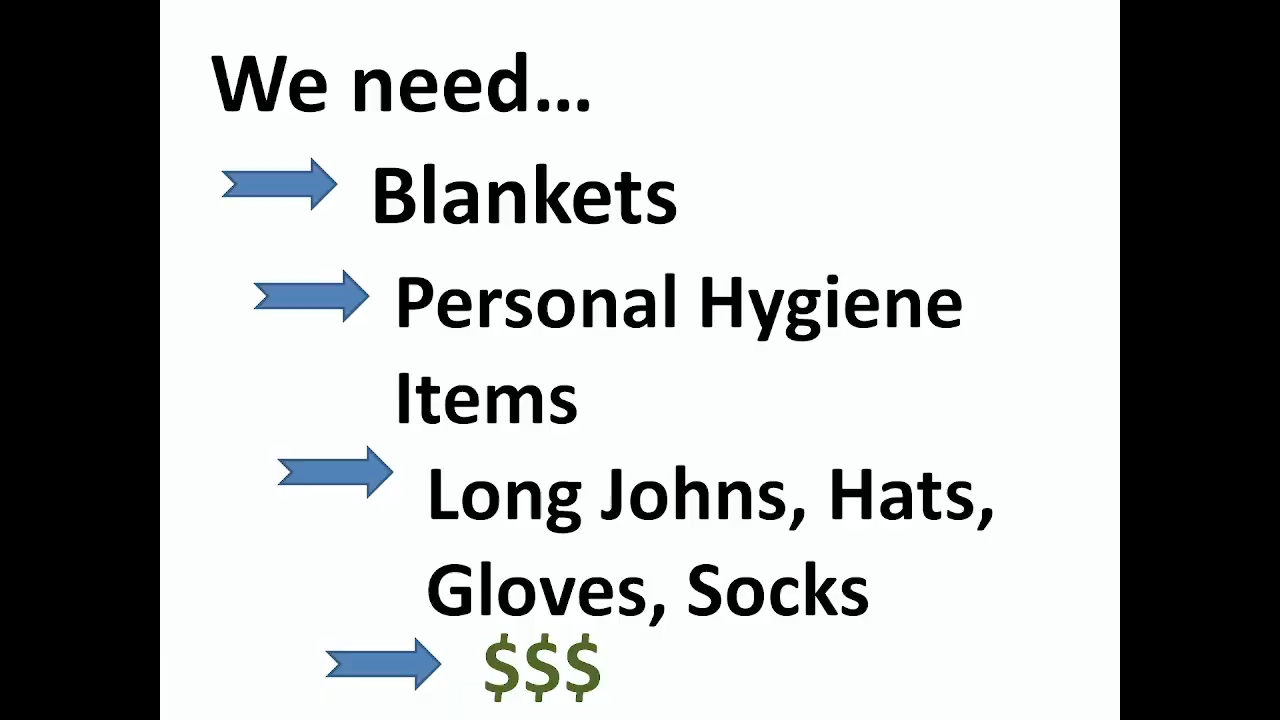 We need...
Blankets
Personal Hygiene
Items
Long Johns, Hats,
Gloves, Socks
$$$